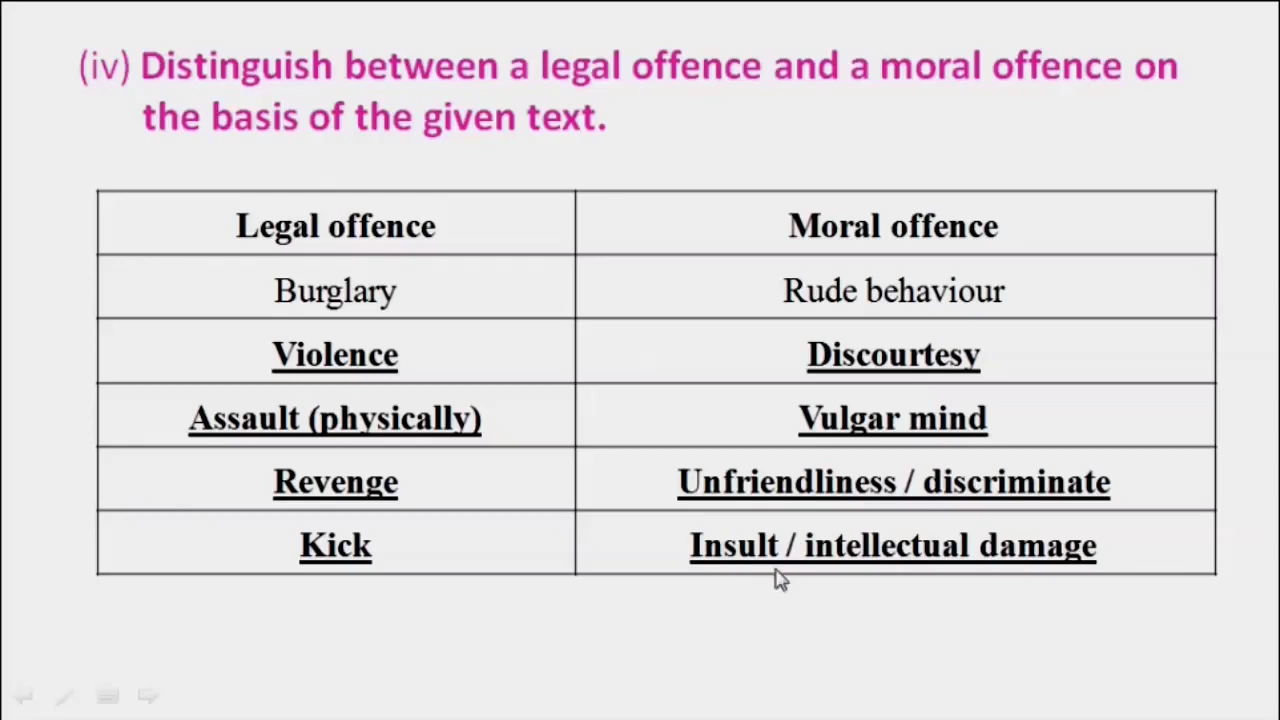 (iv) Distinguish between a legal offence and a moral offence on
the basis of the given text.
Legal offence Moral offence
Burglary Rude behaviour
Violence Discourtesy
Assault (physically) Vulgar mind
Revenge Unfriendliness / discriminate
Kick Insult / intellectual damage